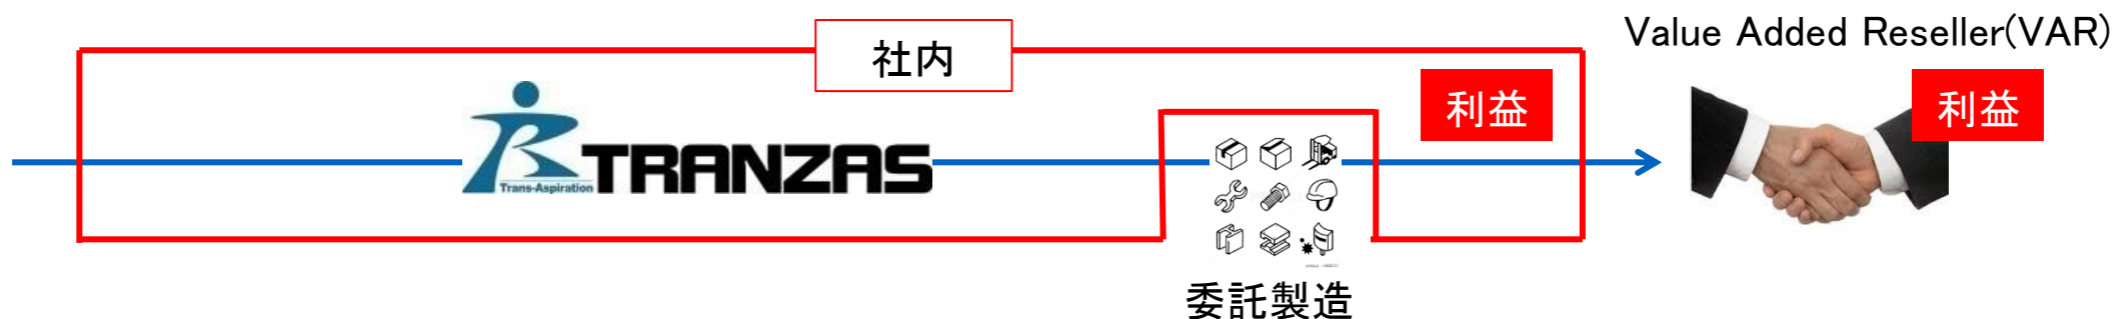 社内
Value Added Reseller(VAR)
利益
利益
TRANZAS
Trans-Aspiration
委託製造